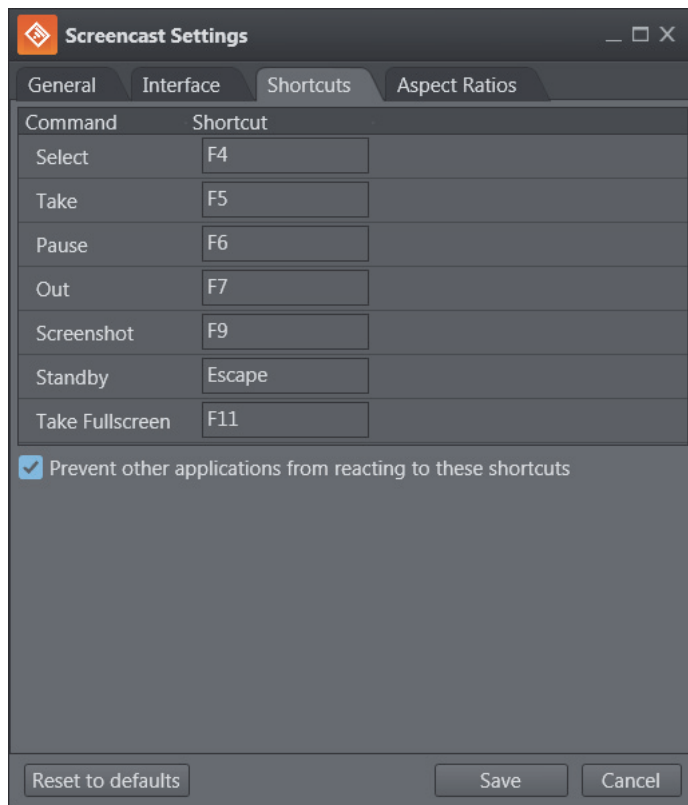 Screencast Settings
General Interface Shortcuts Aspect Ratios
Command Shortcut
Select F4
Take F5
Pause F6
Out F7
Screenshot F9
Standby Escape
Take Fullscreen F11
Prevent other applications from reacting to these shortcuts
Reset to defaults Save Cancel